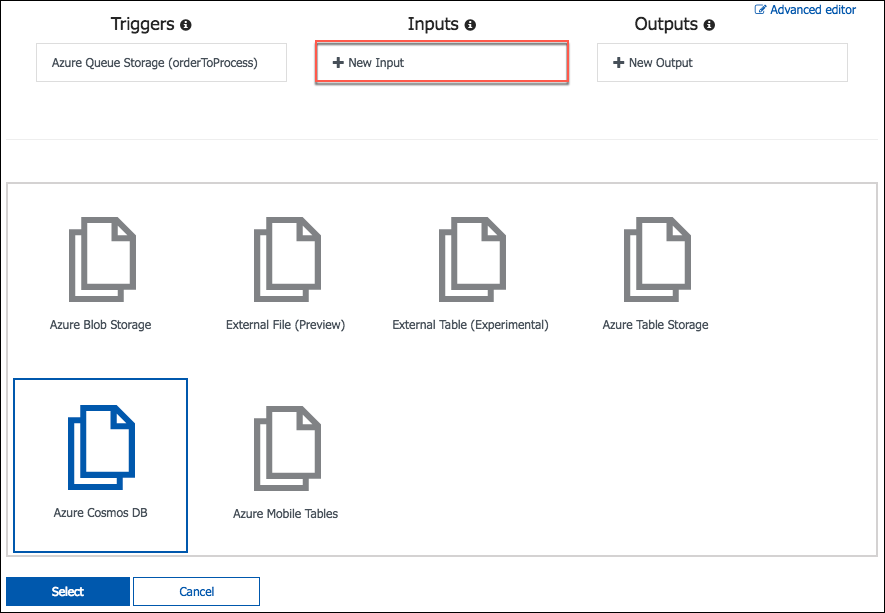 Advanced editor
Triggers
Inputs
Outputs
Azure Queue Storage (orderToProcess)
New Input
New Output
Azure Blob Storage
External File (Preview)
External Table (Experimental)
Azure Table Storage
Azure Cosmos DB
Azure Mobile Tables
Select
Cancel